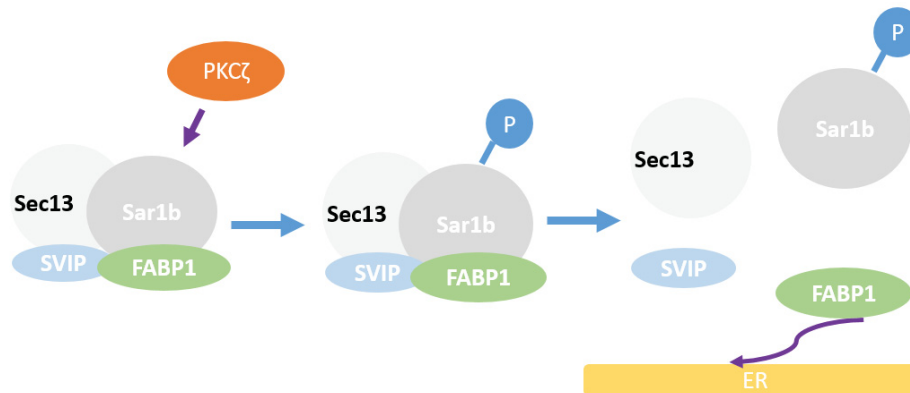 PKCζ
Sec13
Sar1b
SVIP
FABP1
P
Sec13
Sar1b
SVIP
FABP1
P
Sec13
Sar1b
SVIP
FABP1
ER